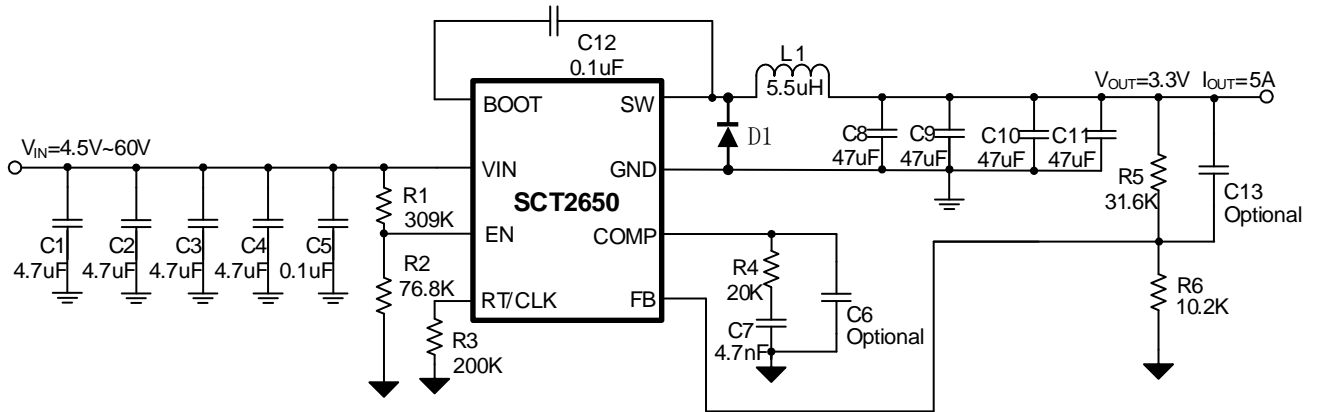 C12
0.1uF
L1
5.5uH
V_OUT=3.3V I_OUT=5A
BOOT
SW
D1
C8
47uF
C9
47uF
C10
47uF
C11
47uF
V_IN=4.5V~60V
VIN
GND
SCT2650
R1
309K
R5
31.6K
C13
Optional
EN
COMP
C1
4.7uF
C2
4.7uF
C3
4.7uF
C4
4.7uF
C5
0.1uF
R2
76.8K
R4
20K
RT/CLK
FB
C6
Optional
R6
10.2K
R3
200K
C7
4.7nF